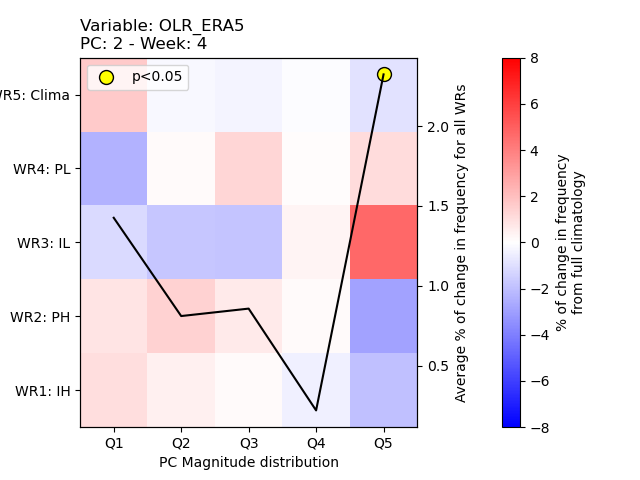 Variable: OLR_ERA5
PC: 2 - Week: 4
p<0.05
WR5: Clima
WR4: PL
WR3: IL
WR2: PH
WR1: IH
Q1 Q2 Q3 Q4 Q5
PC Magnitude distribution
2.0
1.5
1.0
0.5
Average % of change in frequency for all WRs
8
6
4
2
0
−2
−4
−6
−8
% of change in frequency
from full climatology